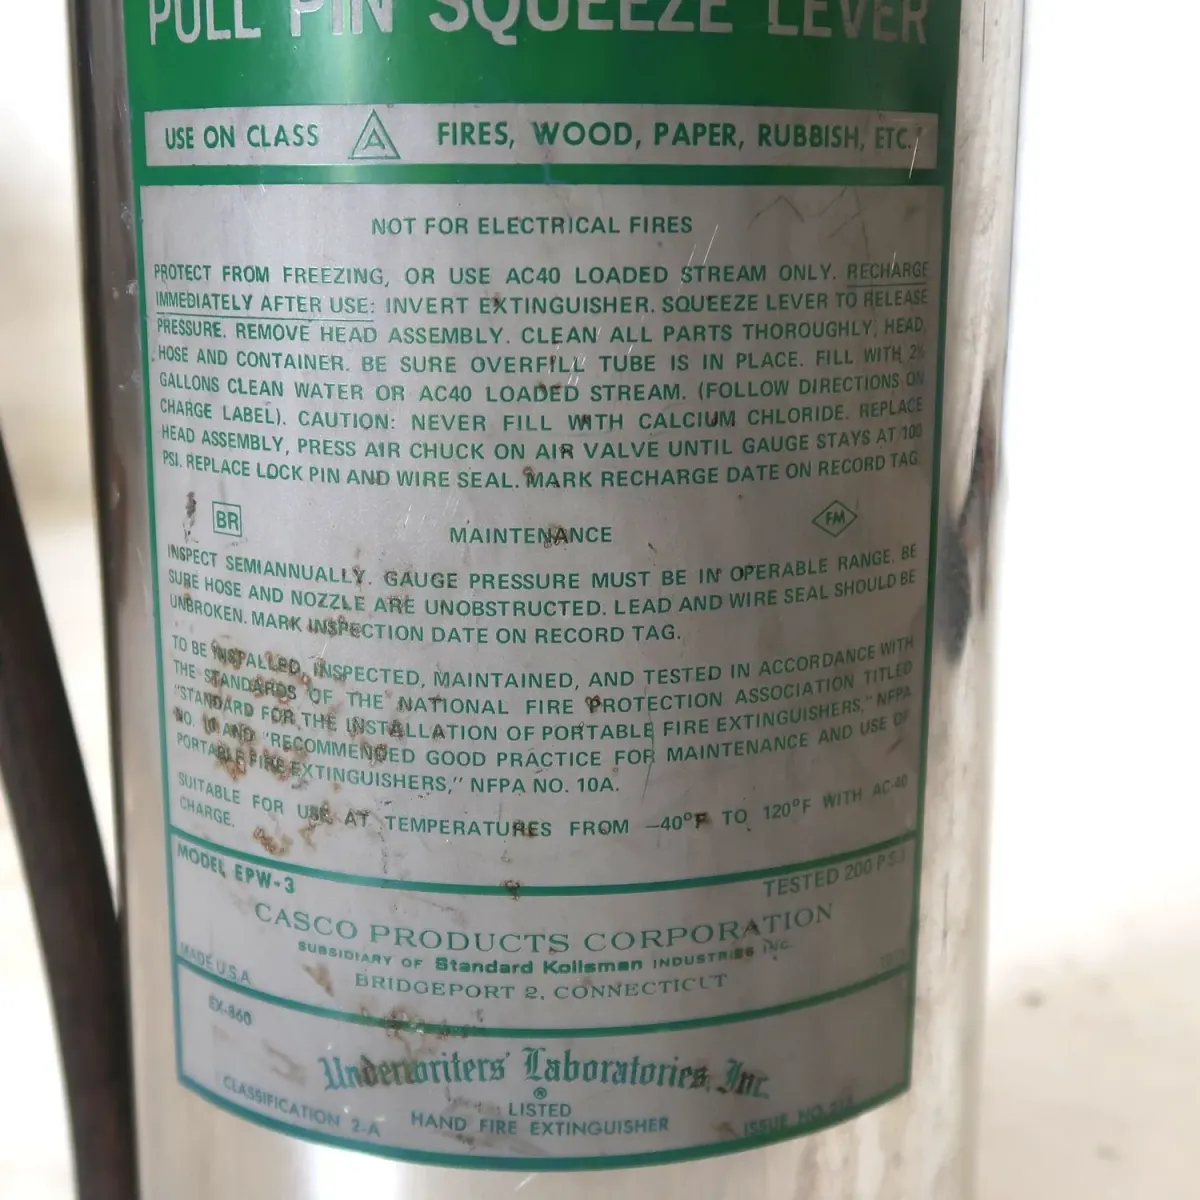 PULL PIN SQUEEZE LEVER
USE ON CLASS A FIRES, WOOD, PAPER, RUBBISH, ETC.
NOT FOR ELECTRICAL FIRES
PROTECT FROM FREEZING, OR USE AC40 LOADED STREAM ONLY. RECHARGE
IMMEDIATELY AFTER USE: INVERT EXTINGUISHER. SQUEEZE LEVER TO RELEASE
PRESSURE. REMOVE HEAD ASSEMBLY. CLEAN ALL PARTS THOROUGHLY, HEAD,
HOSE AND CONTAINER. BE SURE OVERFILL TUBE IS IN PLACE. FILL WITH 2½
GALLONS CLEAN WATER OR AC40 LOADED STREAM. (FOLLOW DIRECTIONS ON
CHARGE LABEL). CAUTION: NEVER FILL WITH CALCIUM CHLORIDE. REPLACE
HEAD ASSEMBLY, PRESS AIR CHUCK ON AIR VALVE UNTIL GAUGE STAYS AT 100
PSI. REPLACE LOCK PIN AND WIRE SEAL. MARK RECHARGE DATE ON RECORD TAG.
BR MAINTENANCE FM
INSPECT SEMIANNUALLY. GAUGE PRESSURE MUST BE IN OPERABLE RANGE. BE
SURE HOSE AND NOZZLE ARE UNOBSTRUCTED. LEAD AND WIRE SEAL SHOULD BE
UNBROKEN. MARK INSPECTION DATE ON RECORD TAG.
TO BE INSTALLED, INSPECTED, MAINTAINED, AND TESTED IN ACCORDANCE WITH
THE STANDARDS OF THE NATIONAL FIRE PROTECTION ASSOCIATION TITLED
"STANDARD FOR THE INSTALLATION OF PORTABLE FIRE EXTINGUISHERS," NFPA
NO. 10 AND "RECOMMENDED GOOD PRACTICE FOR MAINTENANCE AND USE OF
PORTABLE FIRE EXTINGUISHERS," NFPA NO. 10A.
SUITABLE FOR USE AT TEMPERATURES FROM —40°F TO 120°F WITH AC-40
CHARGE.
MODEL EPW-3 TESTED 200 P.S.I.
CASCO PRODUCTS CORPORATION
SUBSIDIARY OF Standard Kollsman INDUSTRIES INC.
MADE U.S.A. BRIDGEPORT 2, CONNECTICUT
EX-860
Underwriters' Laboratories, Inc.
®
LISTED
CLASSIFICATION 2-A HAND FIRE EXTINGUISHER ISSUE NO.